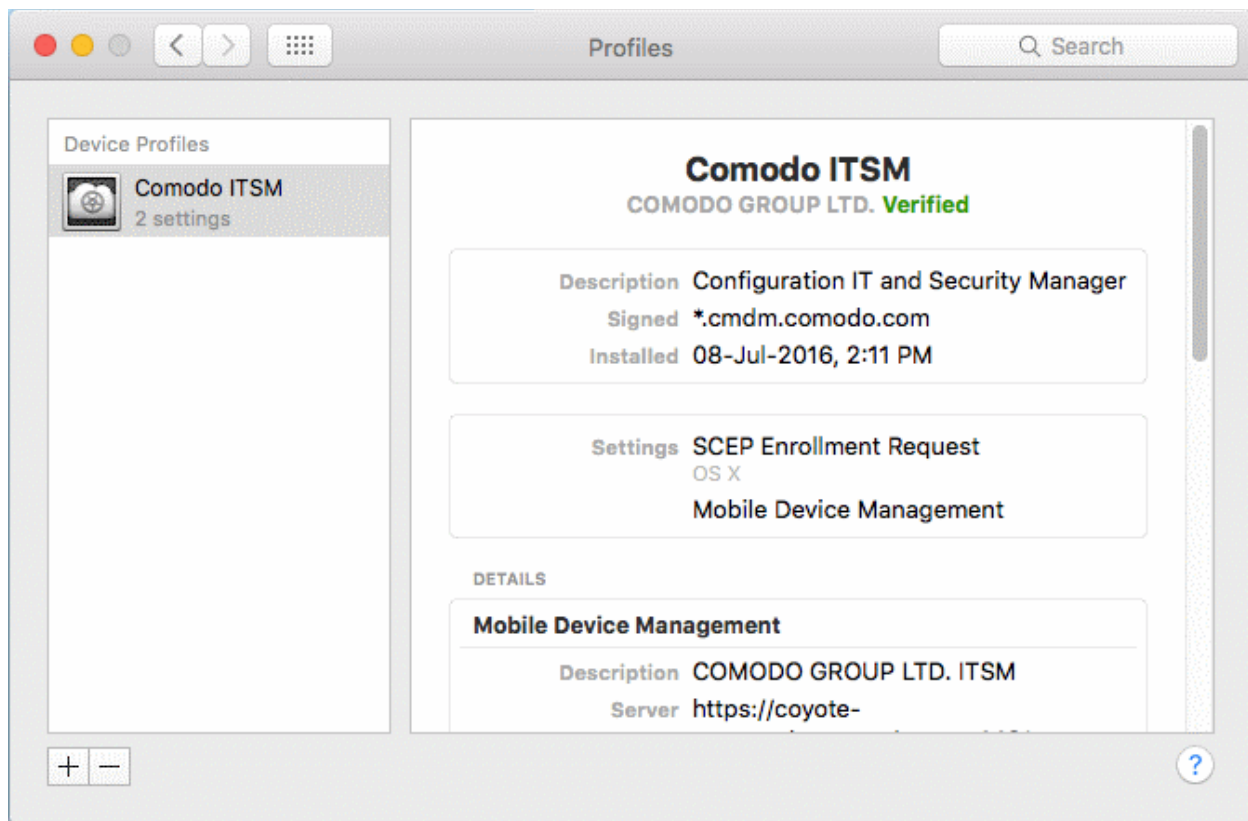 Profiles
Search
Device Profiles
Comodo ITSM
2 settings
Comodo ITSM
COMODO GROUP LTD. Verified
Description Configuration IT and Security Manager
Signed *.cmdm.comodo.com
Installed 08-Jul-2016, 2:11 PM
Settings SCEP Enrollment Request
OS X
Mobile Device Management
DETAILS
Mobile Device Management
Description COMODO GROUP LTD. ITSM
Server https://coyote-
+ −
?